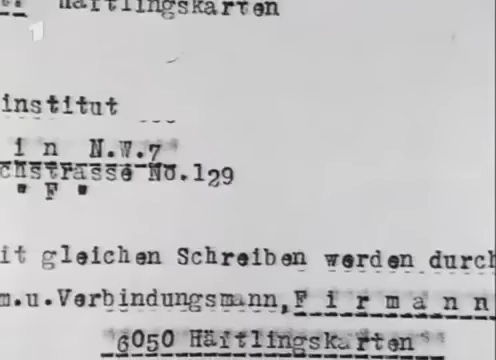 Häftlingskarten
institut
i n N.W.7
chstrasse No.129
" F "
it gleichen Schreiben werden durch
m.u.Verbindungsmann,F i r m a n n
6050 Häftlingskarten